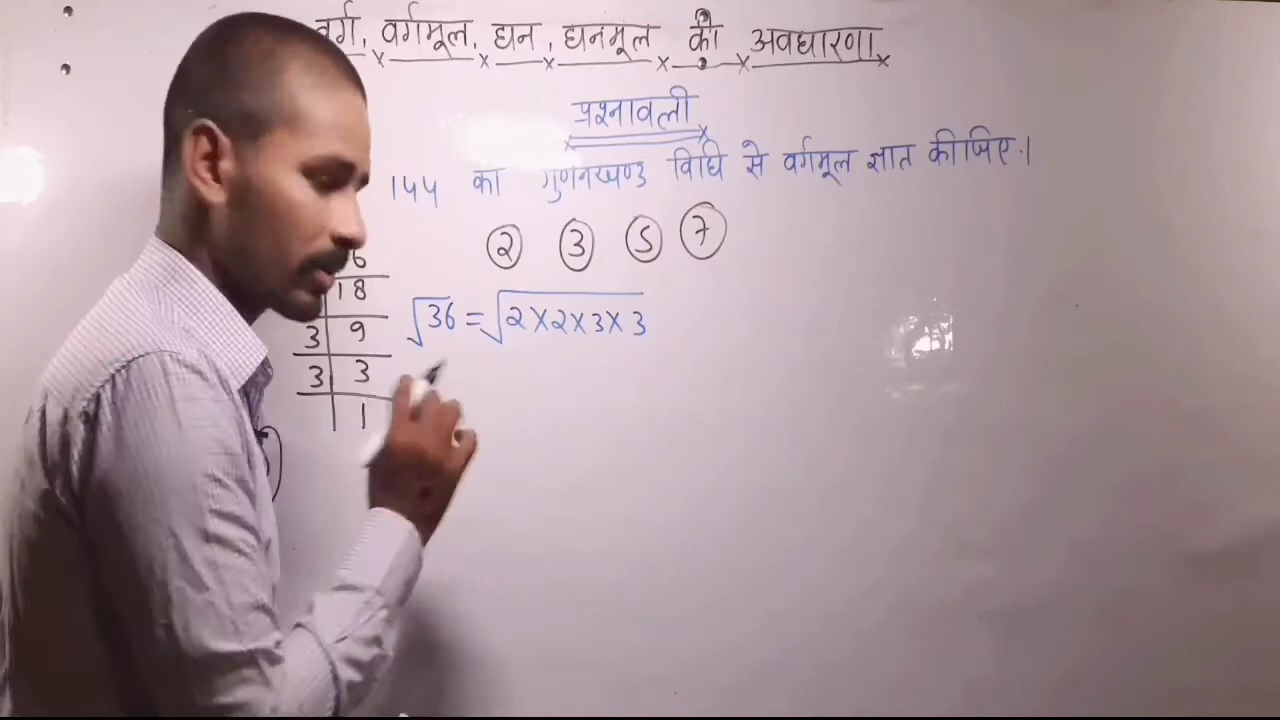 वर्ग, वर्गमूल, घन, घनमूल की अवधारणा
प्रश्नावली
144 का गुणनखण्ड विधि से वर्गमूल ज्ञात कीजिए।
2 3 5 7
6
18
3 9
3 3
1
√36 = √2×2×3×3